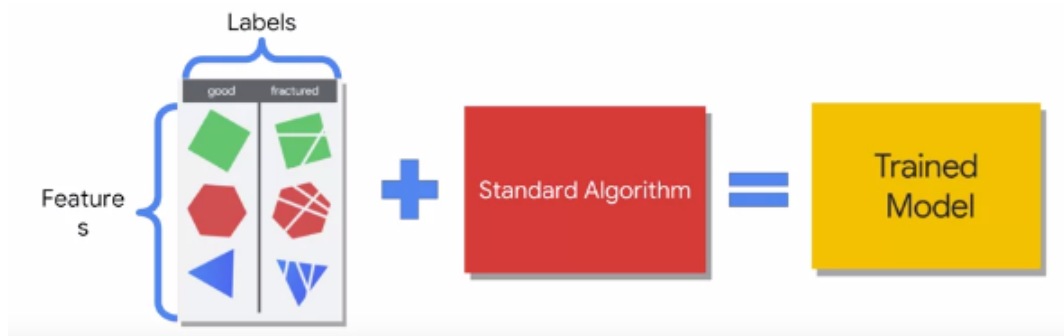 Labels
good fractured
Feature
s
Standard Algorithm
Trained
Model